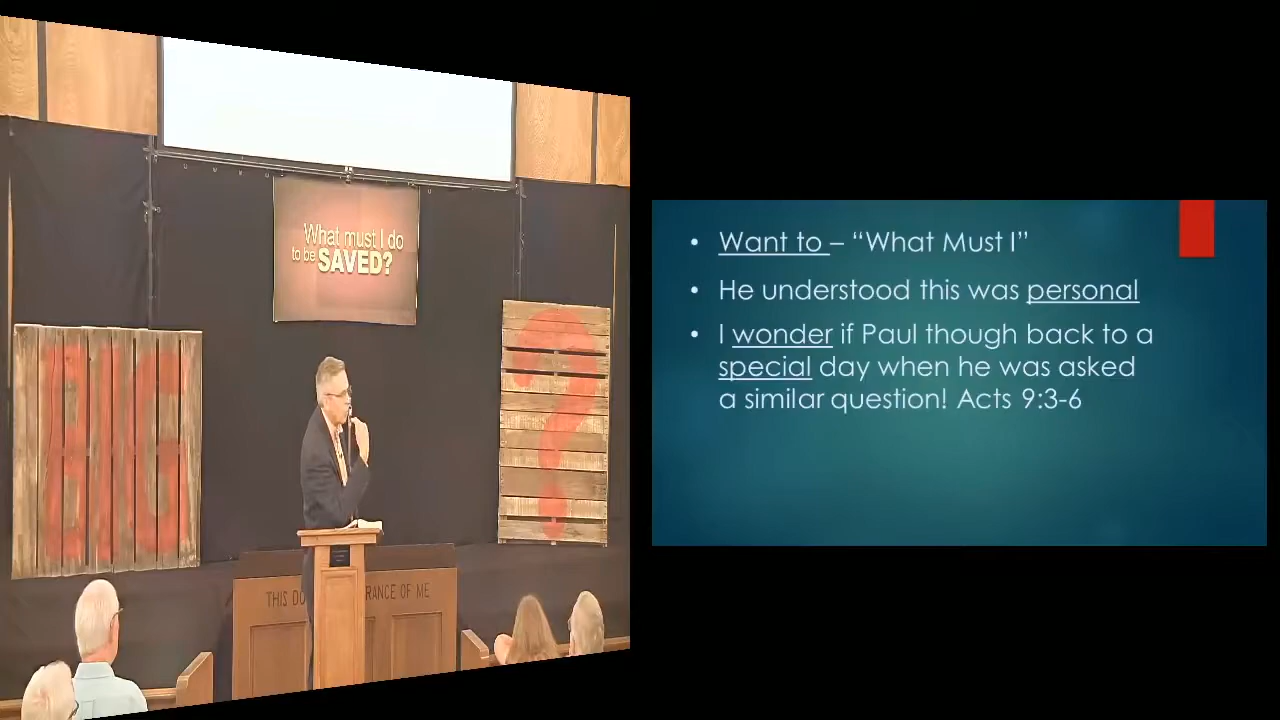 What must I do
to be SAVED?
BIG
?
THIS DO
RANCE OF ME
• Want to – “What Must I”
• He understood this was personal
• I wonder if Paul though back to a
special day when he was asked
a similar question! Acts 9:3-6